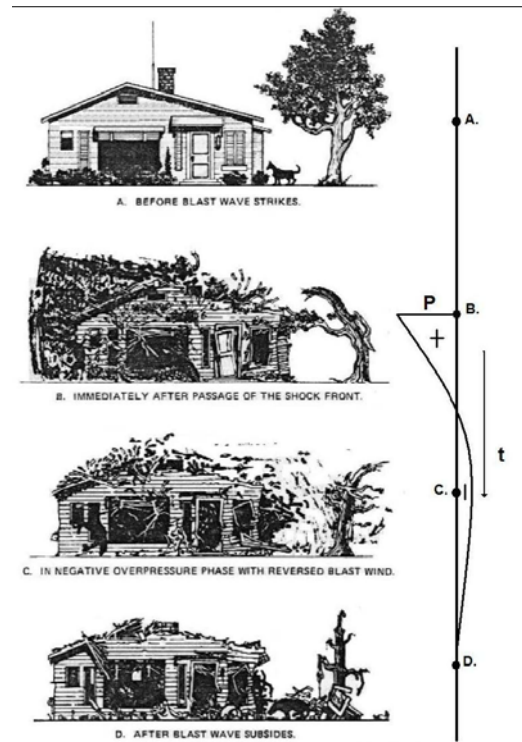 A. BEFORE BLAST WAVE STRIKES.
B. IMMEDIATELY AFTER PASSAGE OF THE SHOCK FRONT.
C. IN NEGATIVE OVERPRESSURE PHASE WITH REVERSED BLAST WIND.
D. AFTER BLAST WAVE SUBSIDES.
A.
P
B.
+
t
C.
D.